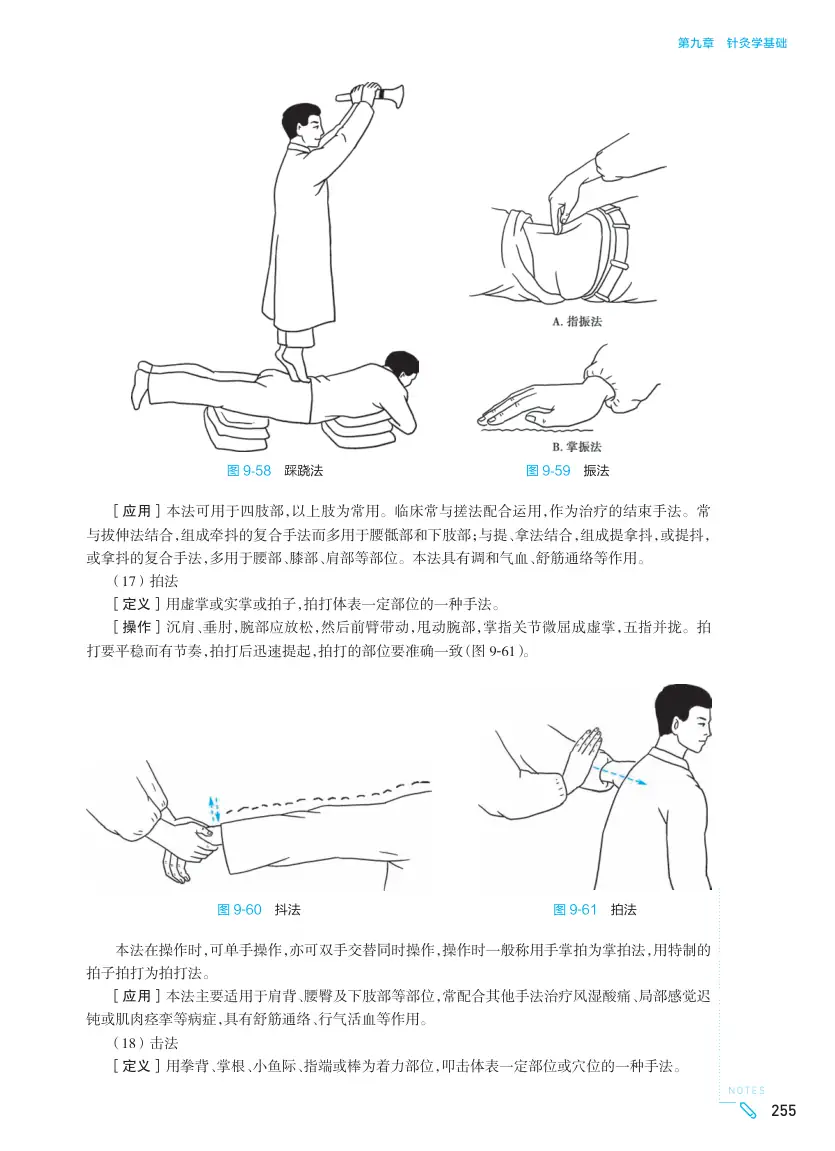 第九章　针灸学基础
A. 指振法
B. 掌振法
图 9-58　踩跷法
图 9-59　振法
［应用］本法可用于四肢部，以上肢为常用。临床常与搓法配合运用，作为治疗的结束手法。常
与拔伸法结合，组成牵抖的复合手法而多用于腰骶部和下肢部；与提、拿法结合，组成提拿抖，或提抖，
或拿抖的复合手法，多用于腰部、膝部、肩部等部位。本法具有调和气血、舒筋通络等作用。
（17）拍法
［定义］用虚掌或实掌或拍子，拍打体表一定部位的一种手法。
［操作］沉肩、垂肘，腕部应放松，然后前臂带动，甩动腕部，掌指关节微屈成虚掌，五指并拢。拍
打要平稳而有节奏，拍打后迅速提起，拍打的部位要准确一致（图 9-61）。
图 9-60　抖法
图 9-61　拍法
本法在操作时，可单手操作，亦可双手交替同时操作，操作时一般称用手掌拍为掌拍法，用特制的
拍子拍打为拍打法。
［应用］本法主要适用于肩背、腰臀及下肢部等部位，常配合其他手法治疗风湿酸痛、局部感觉迟
钝或肌肉痉挛等病症，具有舒筋通络、行气活血等作用。
（18）击法
［定义］用拳背、掌根、小鱼际、指端或棒为着力部位，叩击体表一定部位或穴位的一种手法。
NOTES
255